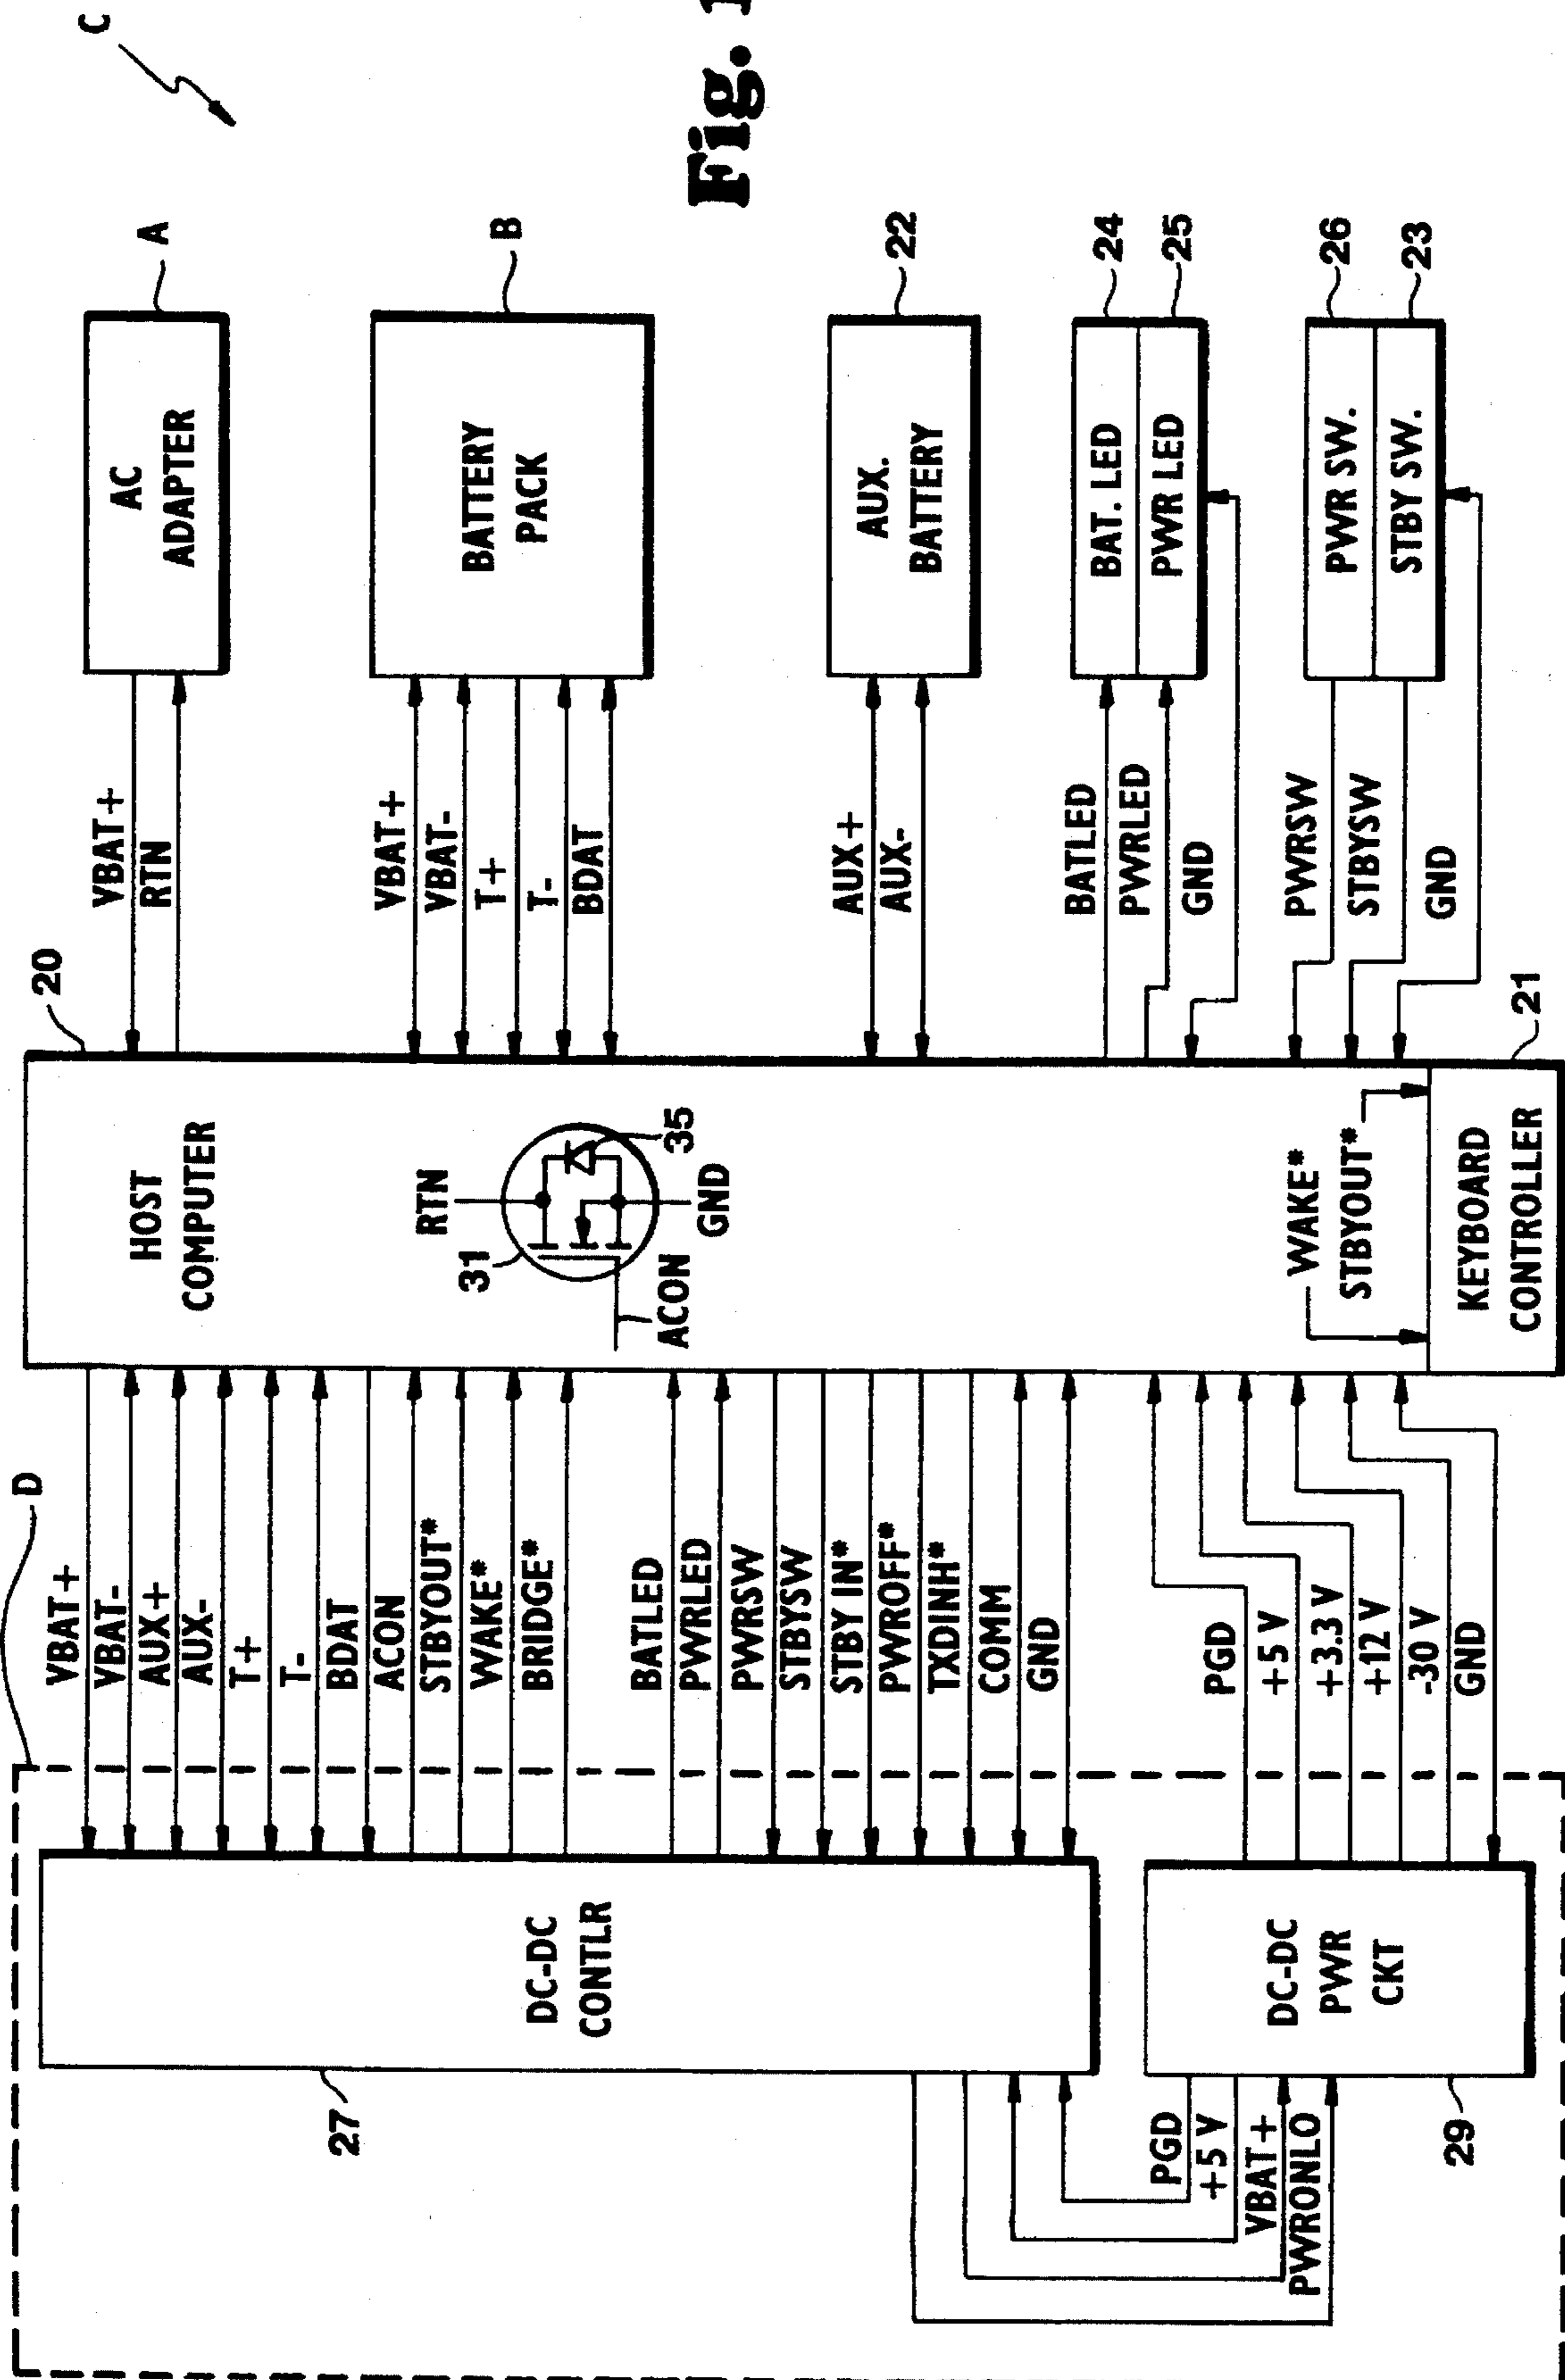 C
Fig. 1
D
20
A
HOST
COMPUTER
AC
ADAPTER
VBAT+
RTN
B
BATTERY
PACK
VBAT+
VBAT-
T+
T-
BDAT
22
AUX.
BATTERY
AUX+
AUX-
24
25
BAT. LED
PWR LED
BATLED
PWRLED
GND
26
23
PWR SW.
STBY SW.
PWRSW
STBYSW
GND
RTN
31
35
ACON
GND
WAKE*
STBYOUT*
KEYBOARD
CONTROLLER
21
VBAT+
VBAT-
AUX+
AUX-
T+
T-
BDAT
ACON
STBYOUT*
WAKE*
BRIDGE*
BATLED
PWRLED
PWRSW
STBYSW
STBY IN*
PWROFF*
TXDINH*
COMM
GND
PGD
+5 V
+3.3 V
+12 V
-30 V
GND
DC-DC
CONTLR
27
DC-DC
PWR
CKT
29
PGD
+5 V
VBAT+
PWRONLO